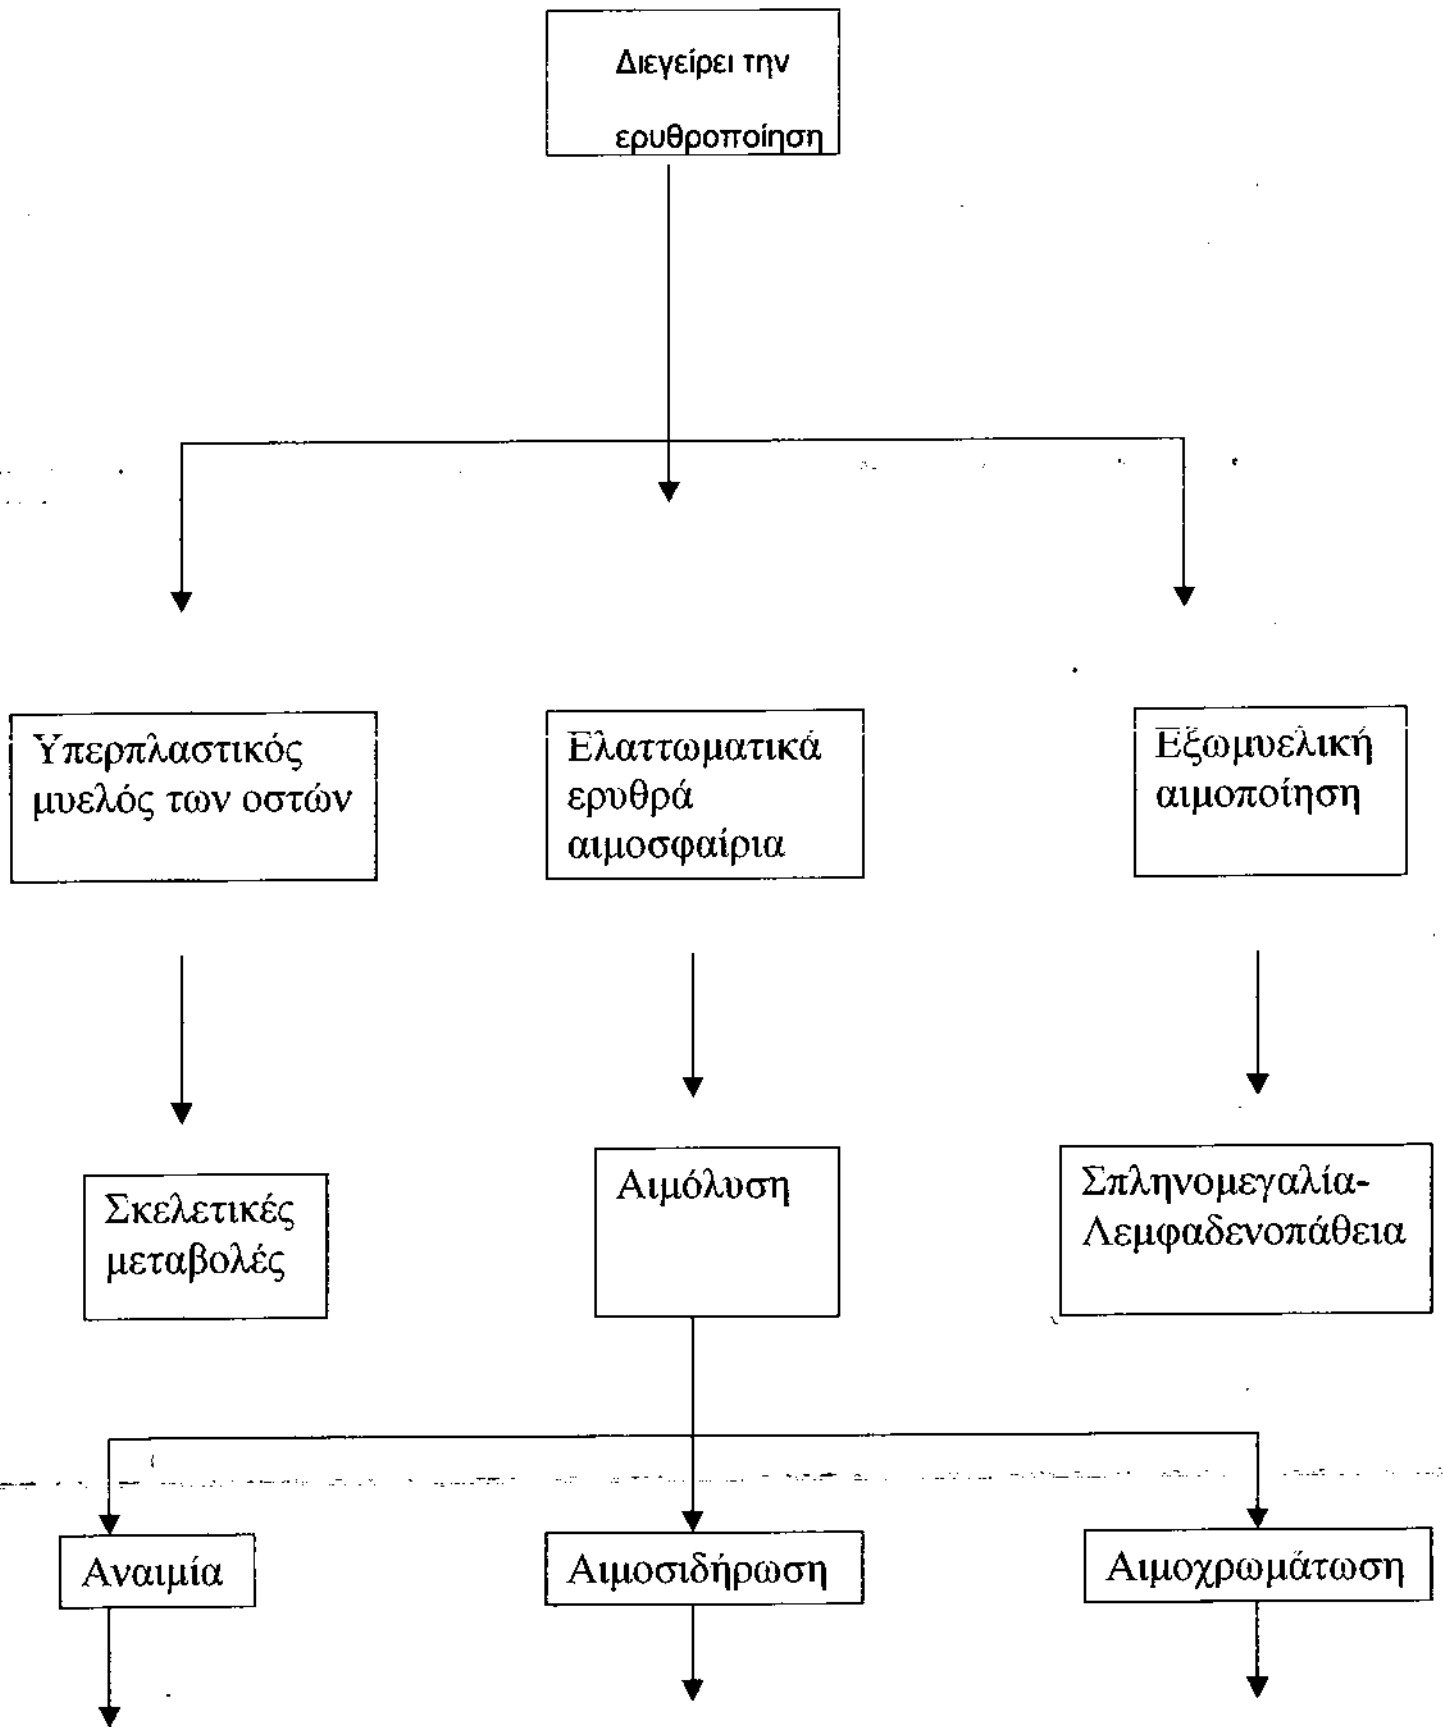 Διεγείρει την
ερυθροποίηση
Υπερπλαστικός
μυελός των οστών
Ελαττωματικά
ερυθρά
αιμοσφαίρια
Εξωμυελική
αιμοποίηση
Σκελετικές
μεταβολές
Αιμόλυση
Σπληνομεγαλία-
Λεμφαδενοπάθεια
Αναιμία
Αιμοσιδήρωση
Αιμοχρωμάτωση